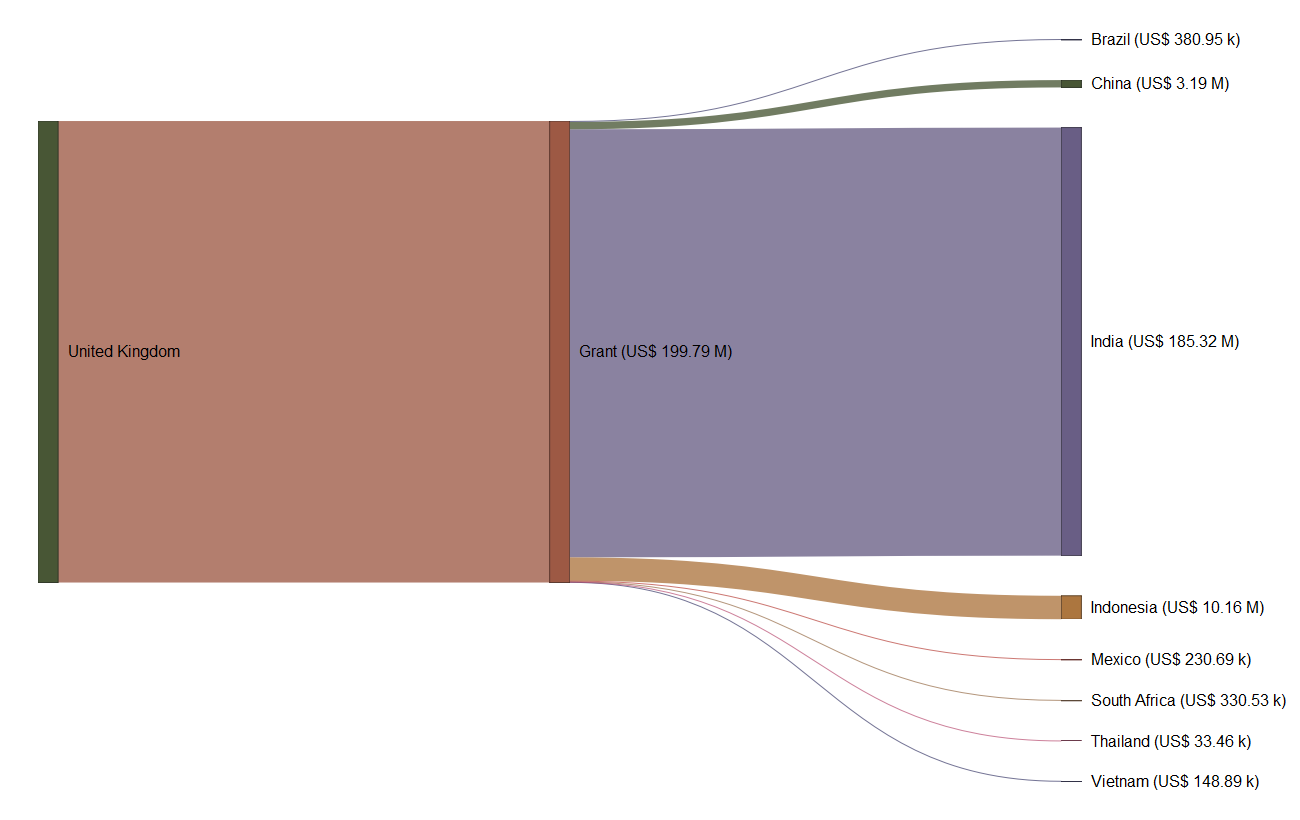 Brazil (US$ 380.95 k)
China (US$ 3.19 M)
India (US$ 185.32 M)
United Kingdom
Grant (US$ 199.79 M)
Indonesia (US$ 10.16 M)
Mexico (US$ 230.69 k)
South Africa (US$ 330.53 k)
Thailand (US$ 33.46 k)
Vietnam (US$ 148.89 k)